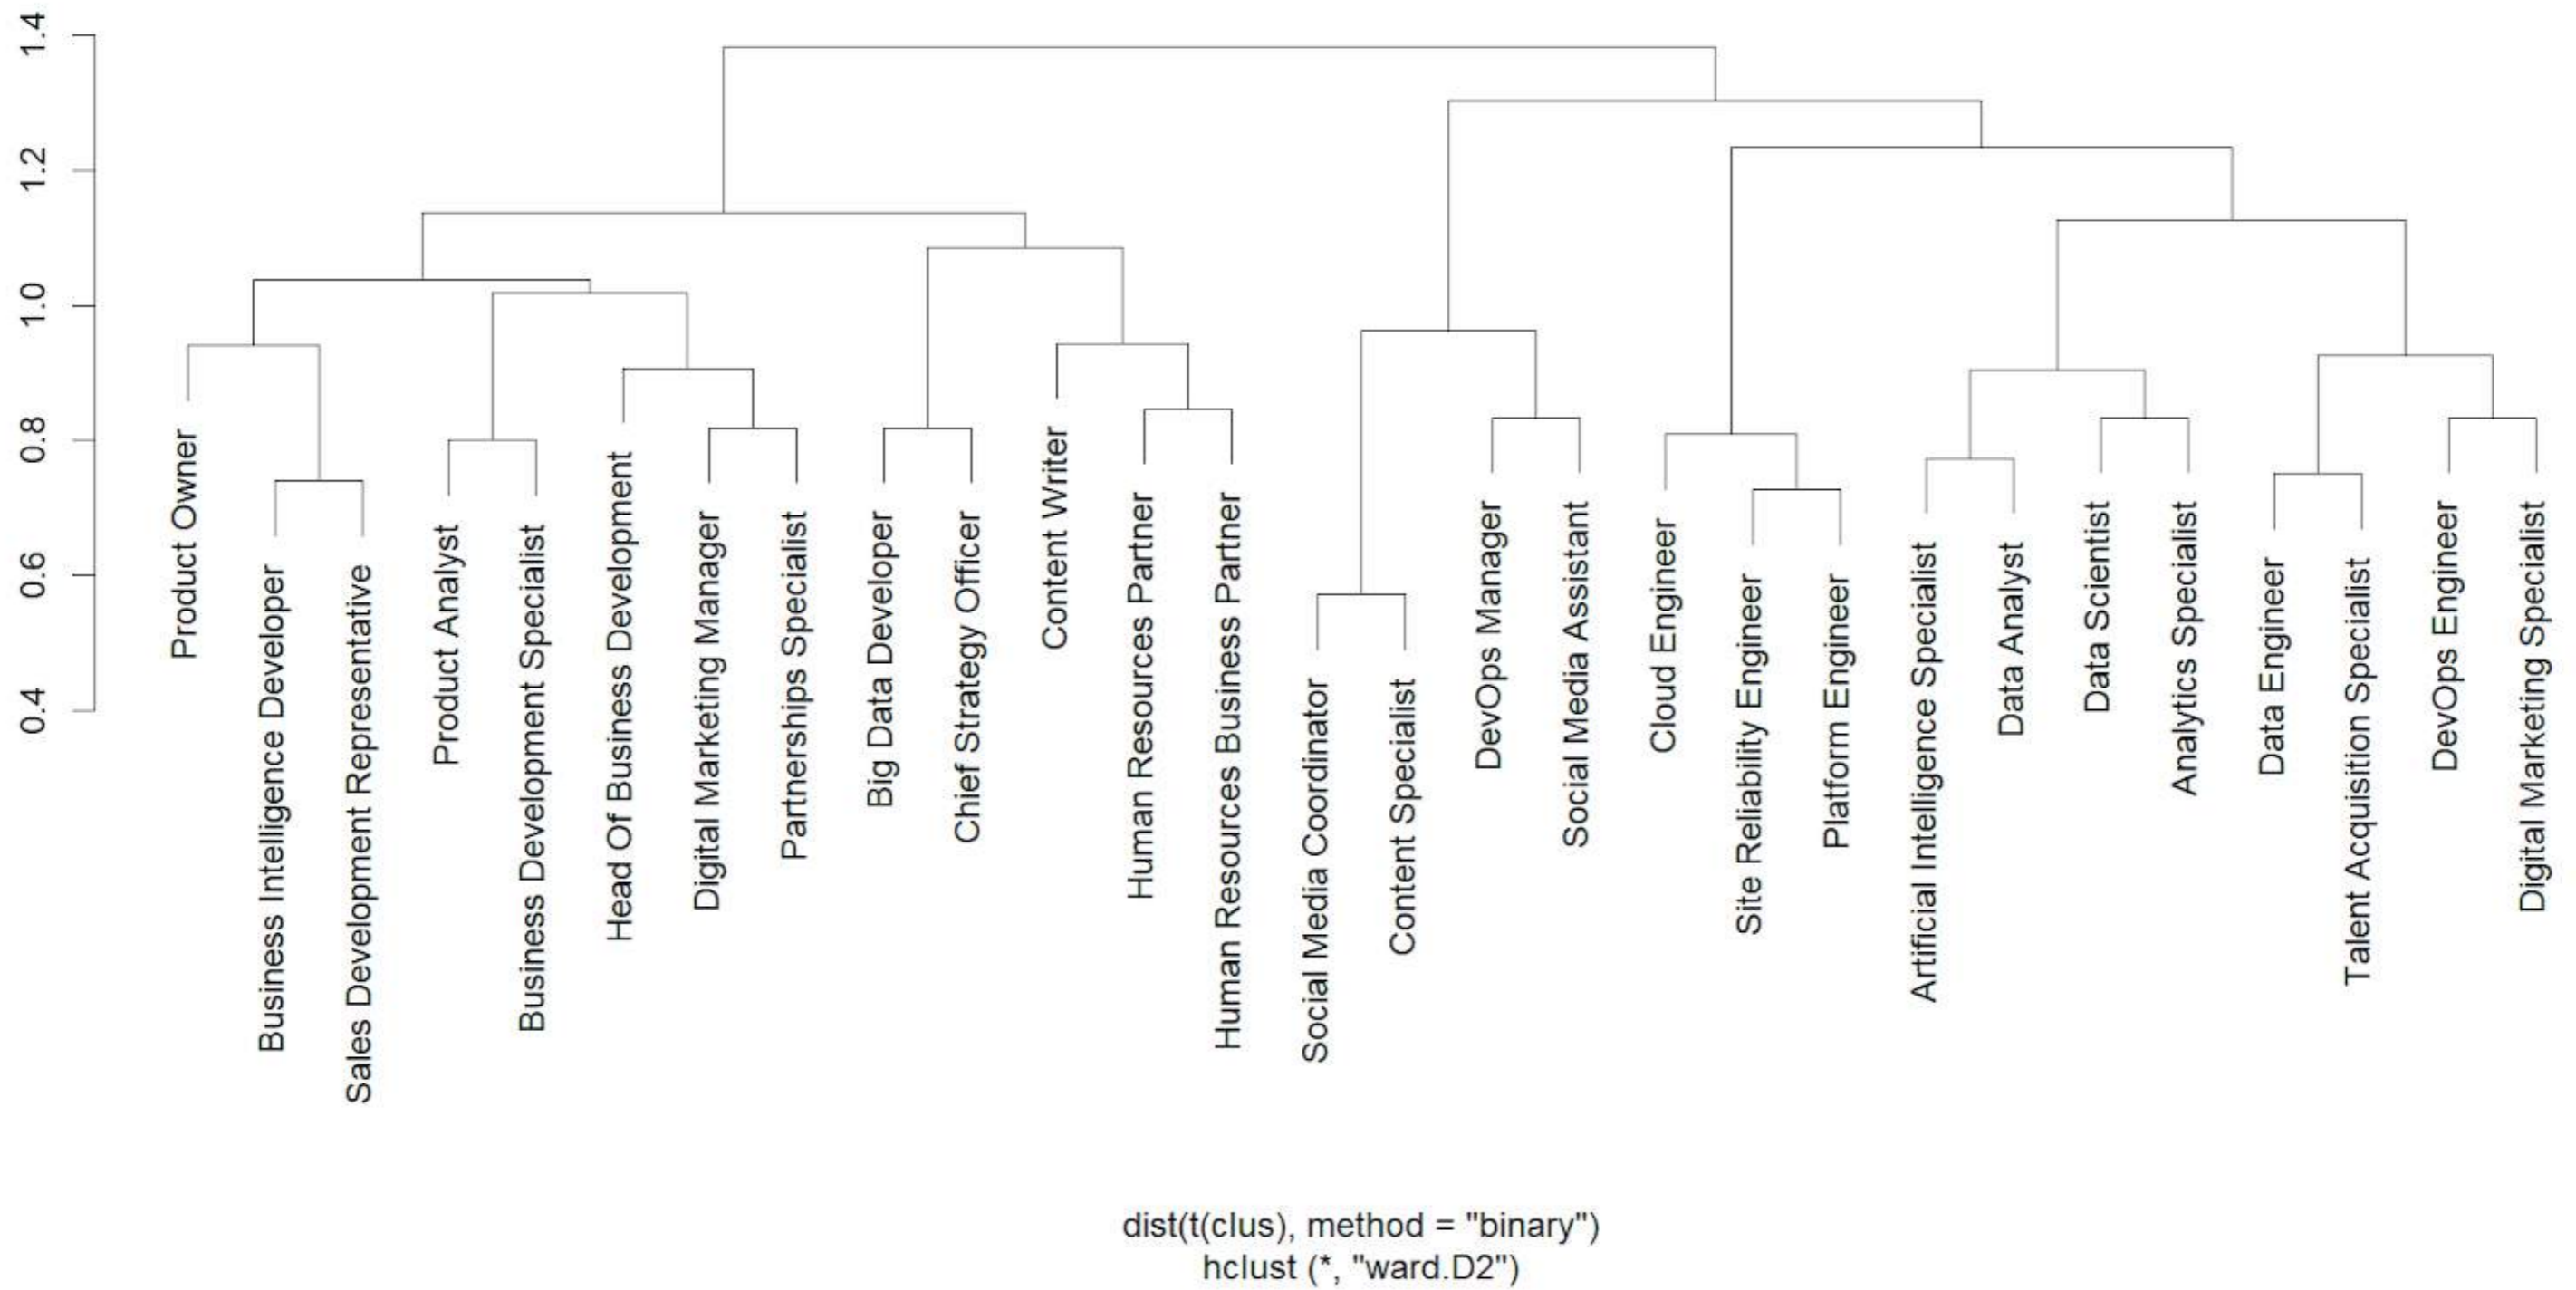 1.4
1.2
1.0
0.8
0.6
0.4
Product Owner
Business Intelligence Developer
Sales Development Representative
Product Analyst
Business Development Specialist
Head Of Business Development
Digital Marketing Manager
Partnerships Specialist
Big Data Developer
Chief Strategy Officer
Content Writer
Human Resources Partner
Human Resources Business Partner
Social Media Coordinator
Content Specialist
DevOps Manager
Social Media Assistant
Cloud Engineer
Site Reliability Engineer
Platform Engineer
Artificial Intelligence Specialist
Data Analyst
Data Scientist
Analytics Specialist
Data Engineer
Talent Acquisition Specialist
DevOps Engineer
Digital Marketing Specialist
dist(t(clus), method = "binary")
hclust (*, "ward.D2")